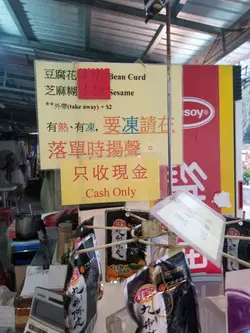 豆腐花 Bean Curd
芝麻糊 Sesame
**外帶(take away) + $2
有熱,有凍,要凍請在
落單時揚聲。
只收現金
Cash Only
soy